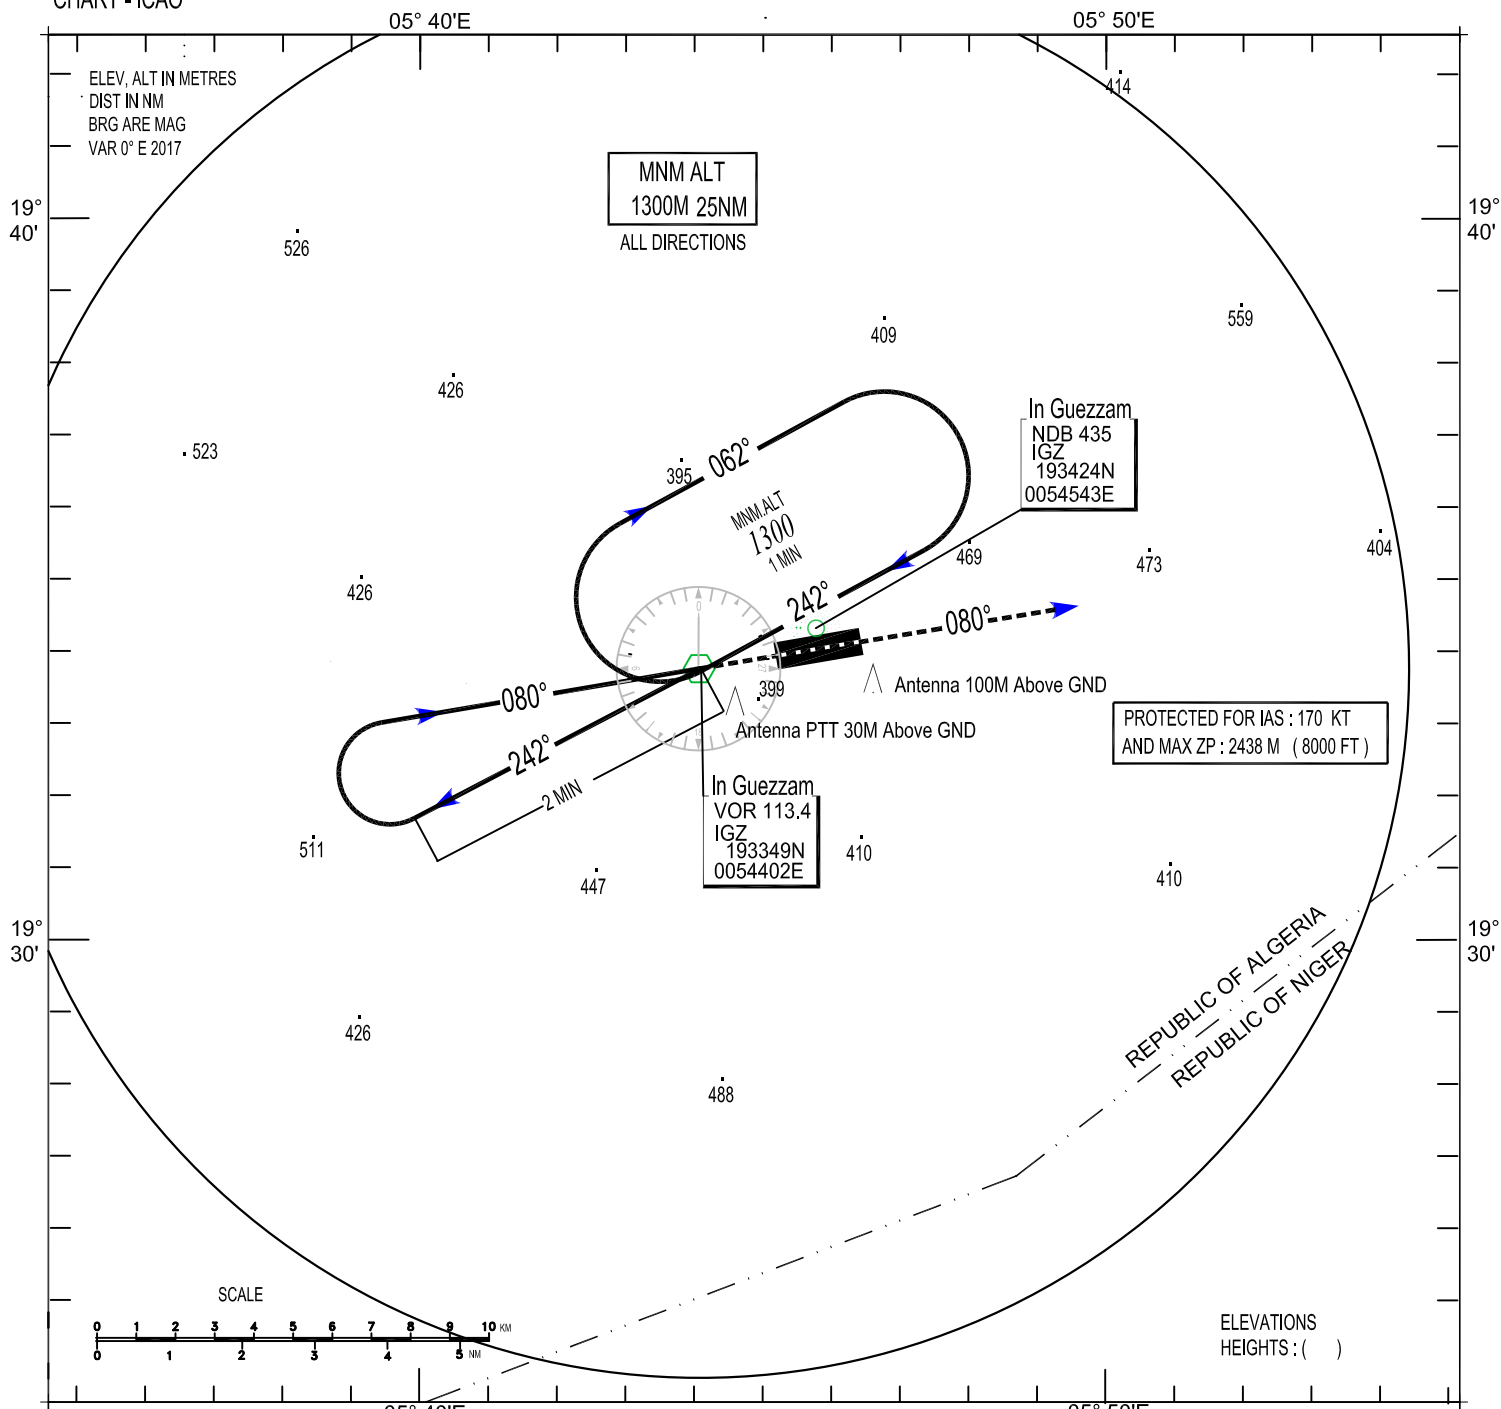 CHART - ICAO
05° 40'E
05° 50'E
ELEV, ALT IN METRES
DIST IN NM
BRG ARE MAG
VAR 0° E 2017
414
MNM ALT
1300M 25NM
ALL DIRECTIONS
19°
40'
19°
40'
526
559
409
426
In Guezzam
NDB 435
IGZ
193424N
0054543E
523
395
062°
MNM.ALT
1300
1 MIN
469
473
404
426
242°
0
080°
27
080°
399
Antenna 100M Above GND
Antenna PTT 30M Above GND
PROTECTED FOR IAS : 170 KT
AND MAX ZP : 2438 M ( 8000 FT )
242°
2 MIN
In Guezzam
VOR 113.4
IGZ
193349N
0054402E
511
447
410
410
19°
30'
19°
30'
REPUBLIC OF ALGERIA
REPUBLIC OF NIGER
426
488
SCALE
0 1 2 3 4 5 6 7 8 9 10 KM
0 1 2 3 4 5 NM
ELEVATIONS
HEIGHTS : ( )